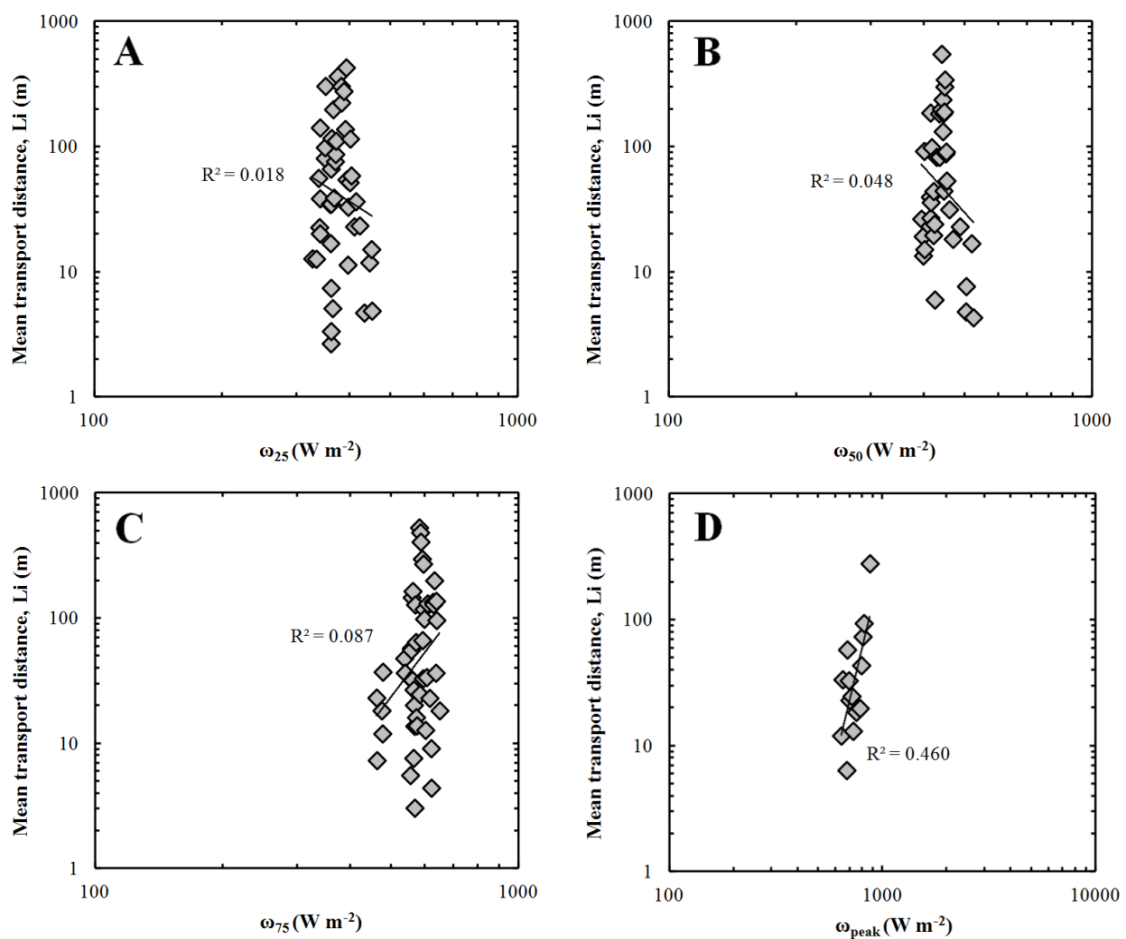 A
Mean transport distance, Li (m)
1000
100
10
1
R² = 0.018
100
1000
ω25 (W m-2)
B
Mean transport distance, Li (m)
1000
100
10
1
R² = 0.048
100
1000
ω50 (W m-2)
C
Mean transport distance, Li (m)
1000
100
10
1
R² = 0.087
100
1000
ω75 (W m-2)
D
Mean transport distance, Li (m)
1000
100
10
1
R² = 0.460
100
1000
10000
ωpeak (W m-2)